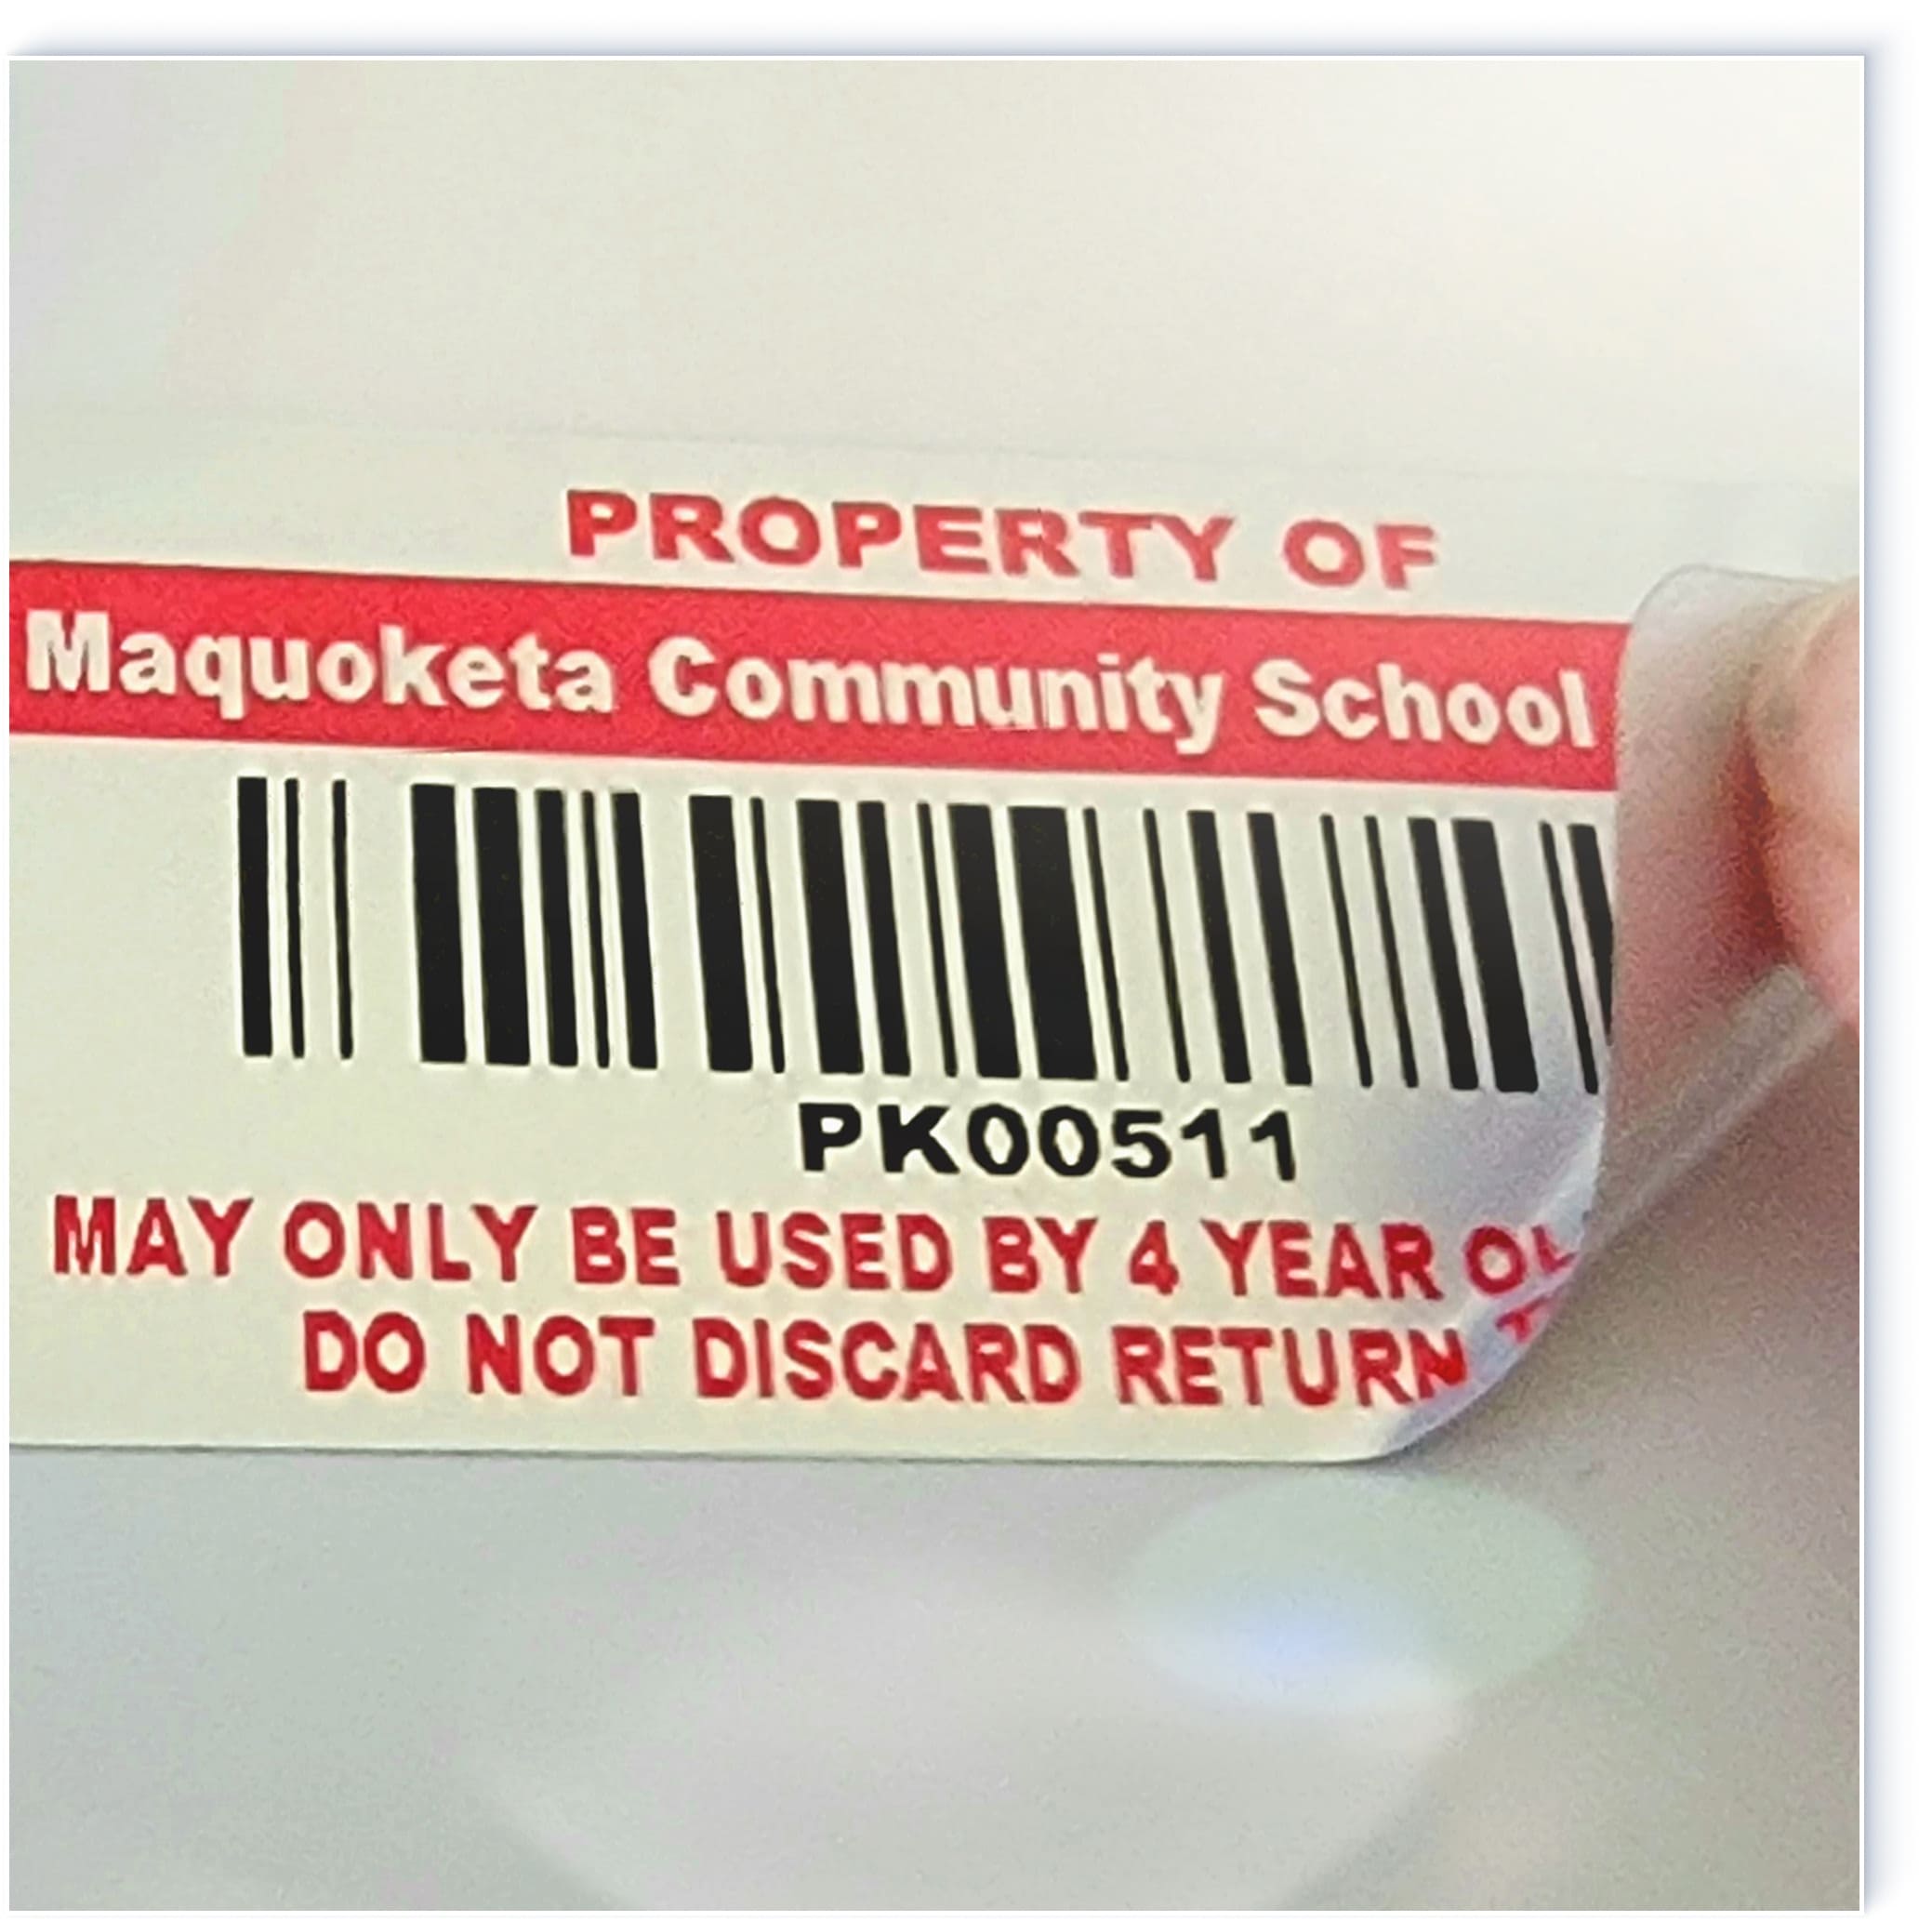 PROPERTY OF
Maquoketa Community School
PK00511
MAY ONLY BE USED BY 4 YEAR
DO NOT DISCARD RETURN